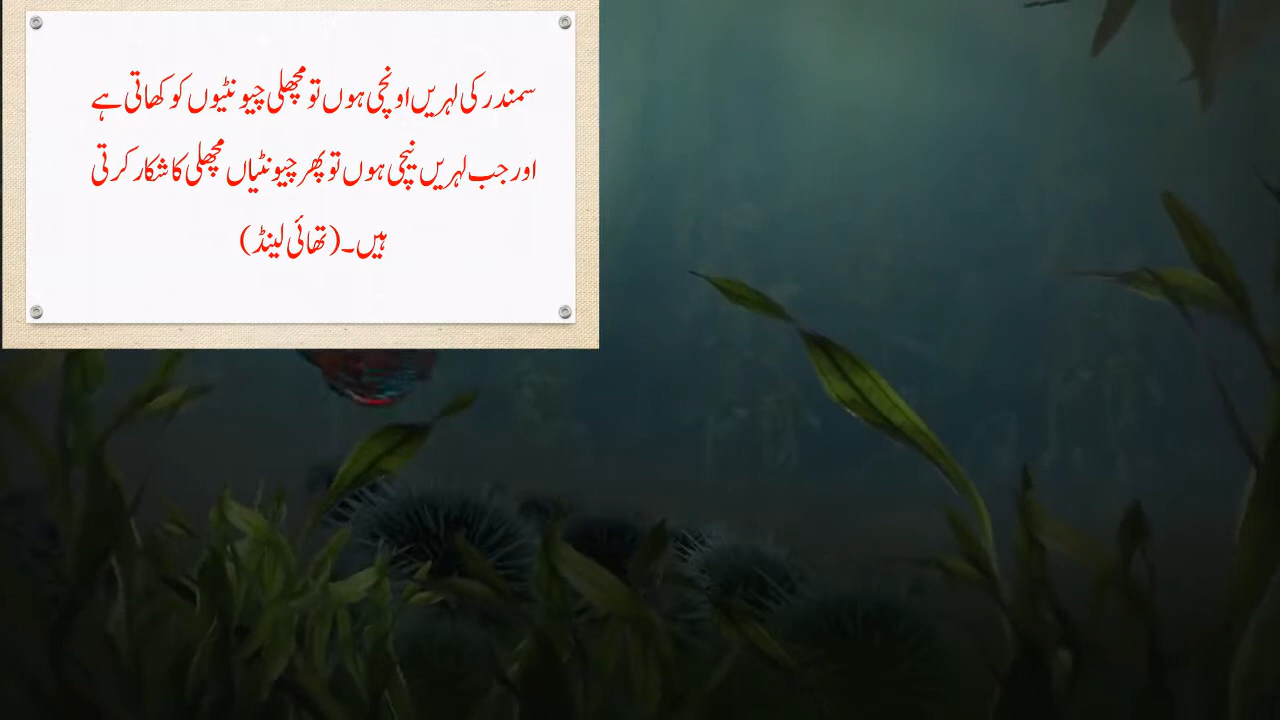 سمندر کی لہریں اونچی ہوں تو مچھلی چیونٹیوں کو کھاتی ہے
اور جب لہریں نیچی ہوں تو پھر چیونٹیاں مچھلی کا شکار کرتی
ہیں۔(تھائی لینڈ)